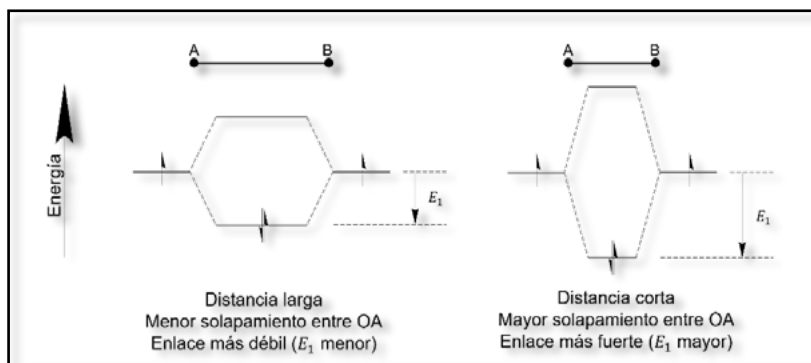 A B
A B
Energía
E₁
E₁
Distancia larga
Menor solapamiento entre OA
Enlace más débil (E₁ menor)
Distancia corta
Mayor solapamiento entre OA
Enlace más fuerte (E₁ mayor)